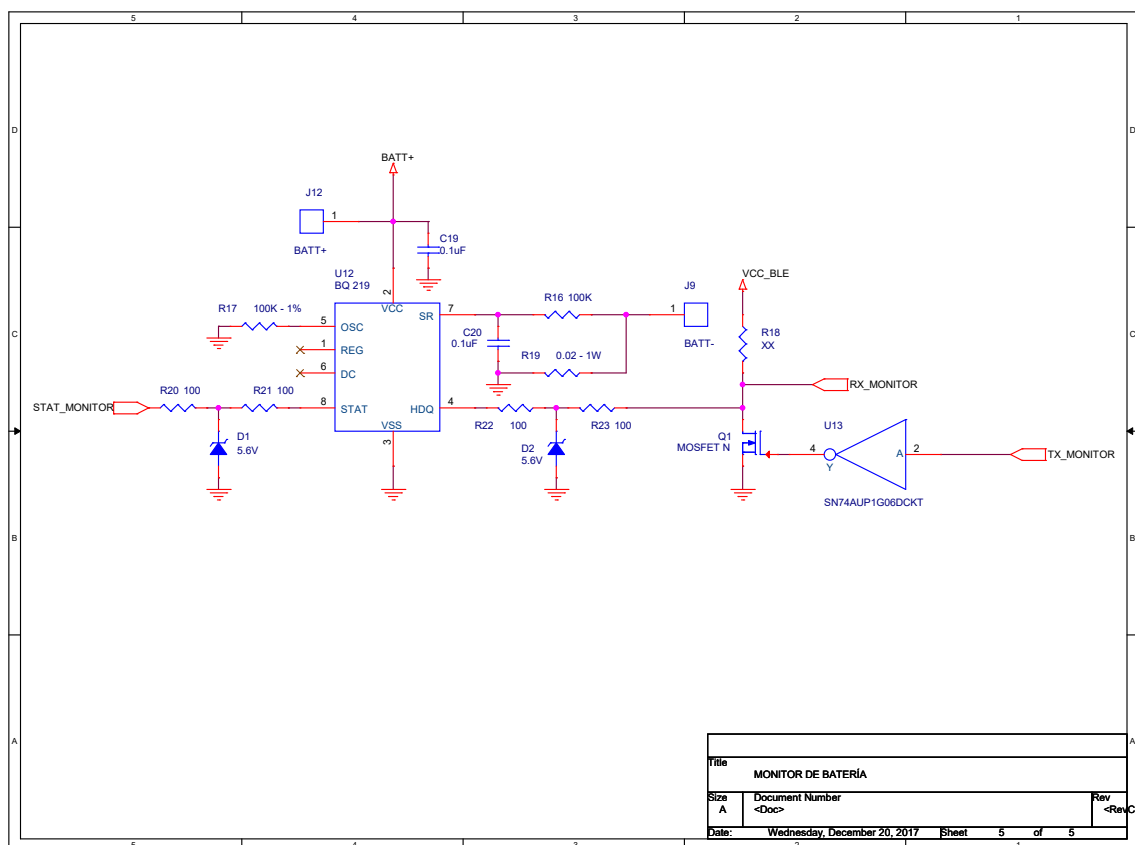 5 4 3 2 1
D D
BATT+
J12
1
BATT+
C19
0.1uF
U12
BQ 219
2
VCC
R17 100K - 1%
5 OSC
1 REG
6 DC
8 STAT
SR 7
HDQ 4
VSS
3
R16 100K
C20
0.1uF
R19 0.02 - 1W
J9
1
BATT-
VCC_BLE
R18
XX
C C
RX_MONITOR
STAT_MONITOR
R20 100
R21 100
D1
5.6V
R22 100
R23 100
D2
5.6V
Q1
MOSFET N
U13
4 Y
A 2
TX_MONITOR
SN74AUP1G06DCKT
B B
A A
Title
MONITOR DE BATERÍA
Size Document Number Rev
A <Doc> <RevC
Date: Wednesday, December 20, 2017 Sheet 5 of 5
5 4 3 2 1